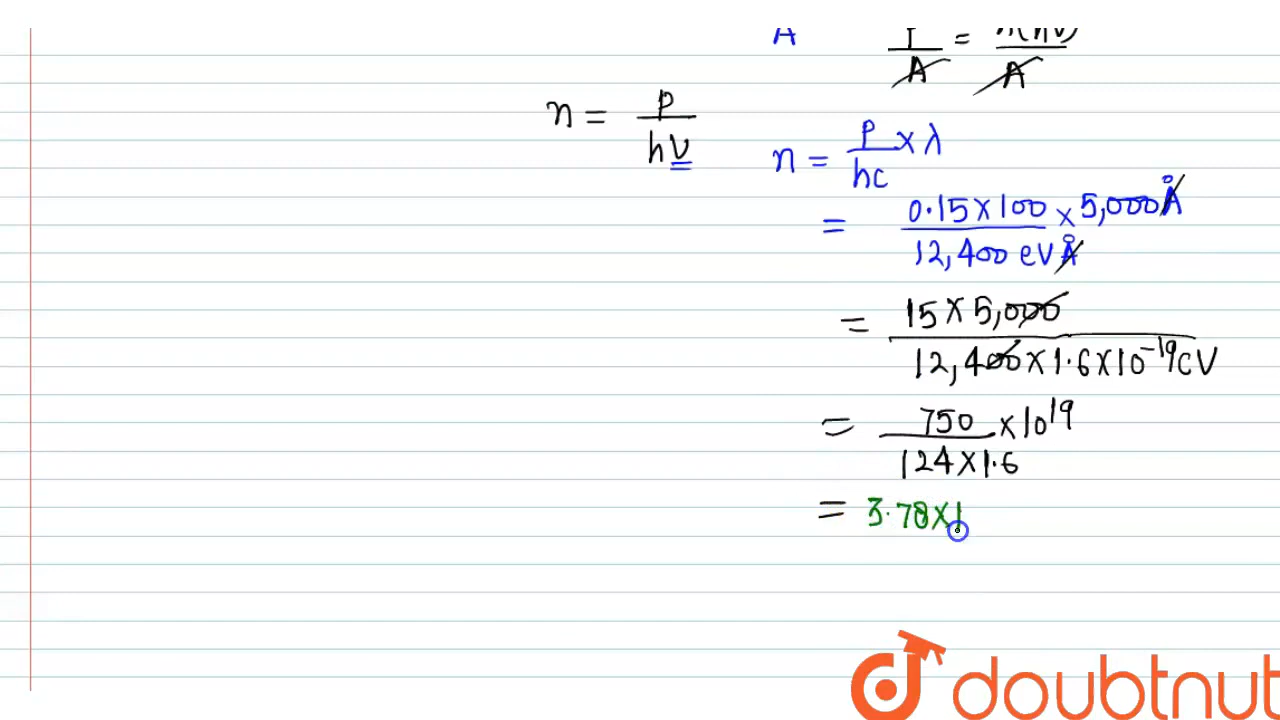 A P/A = n(hν)/A
n = P/hν
n = P/hc × λ
= 0.15×100/12,400 eVÅ × 5,000Å
= 15×5,000/12,400×1.6×10⁻¹⁹CV
= 750/124×1.6 × 10¹⁹
= 3.78×1
doubtnut